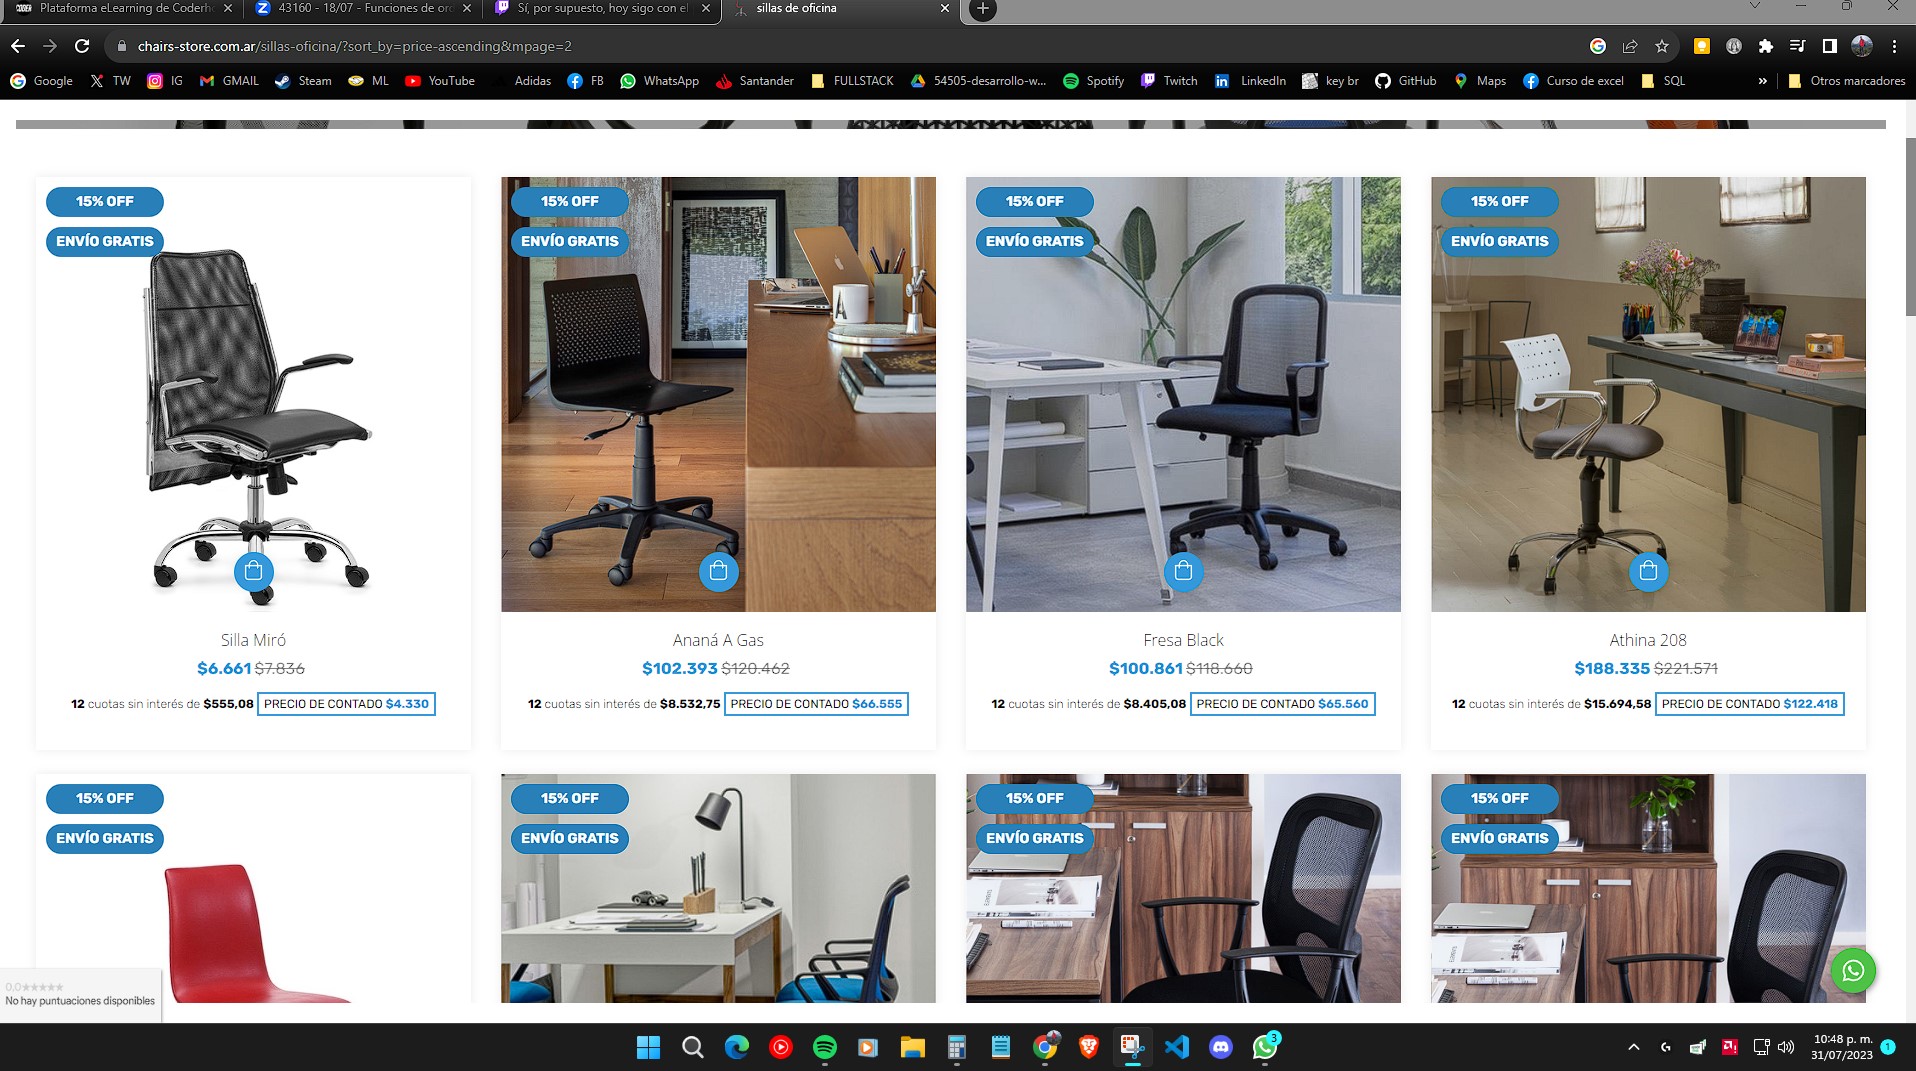 Plataforma eLearning de Coderh
43160 - 18/07 - Funciones de ord
Sí, por supuesto, hoy sigo con el
sillas de oficina
chairs-store.com.ar/sillas-oficina/?sort_by=price-ascending&mpage=2
Google TW IG GMAIL Steam ML YouTube Adidas FB WhatsApp Santander FULLSTACK 54505-desarrollo-w... Spotify Twitch LinkedIn key br GitHub Maps Curso de excel SQL » Otros marcadores
15% OFF
ENVÍO GRATIS
15% OFF
ENVÍO GRATIS
15% OFF
ENVÍO GRATIS
15% OFF
ENVÍO GRATIS
Silla Miró
$6.661 $7.836
12 cuotas sin interés de $555,08 PRECIO DE CONTADO $4.330
Ananá A Gas
$102.393 $120.462
12 cuotas sin interés de $8.532,75 PRECIO DE CONTADO $66.555
Fresa Black
$100.861 $118.660
12 cuotas sin interés de $8.405,08 PRECIO DE CONTADO $65.560
Athina 208
$188.335 $221.571
12 cuotas sin interés de $15.694,58 PRECIO DE CONTADO $122.418
15% OFF
ENVÍO GRATIS
15% OFF
ENVÍO GRATIS
15% OFF
ENVÍO GRATIS
15% OFF
ENVÍO GRATIS
0,0★★★★★
No hay puntuaciones disponibles
3
10:48 p. m.
31/07/2023
1